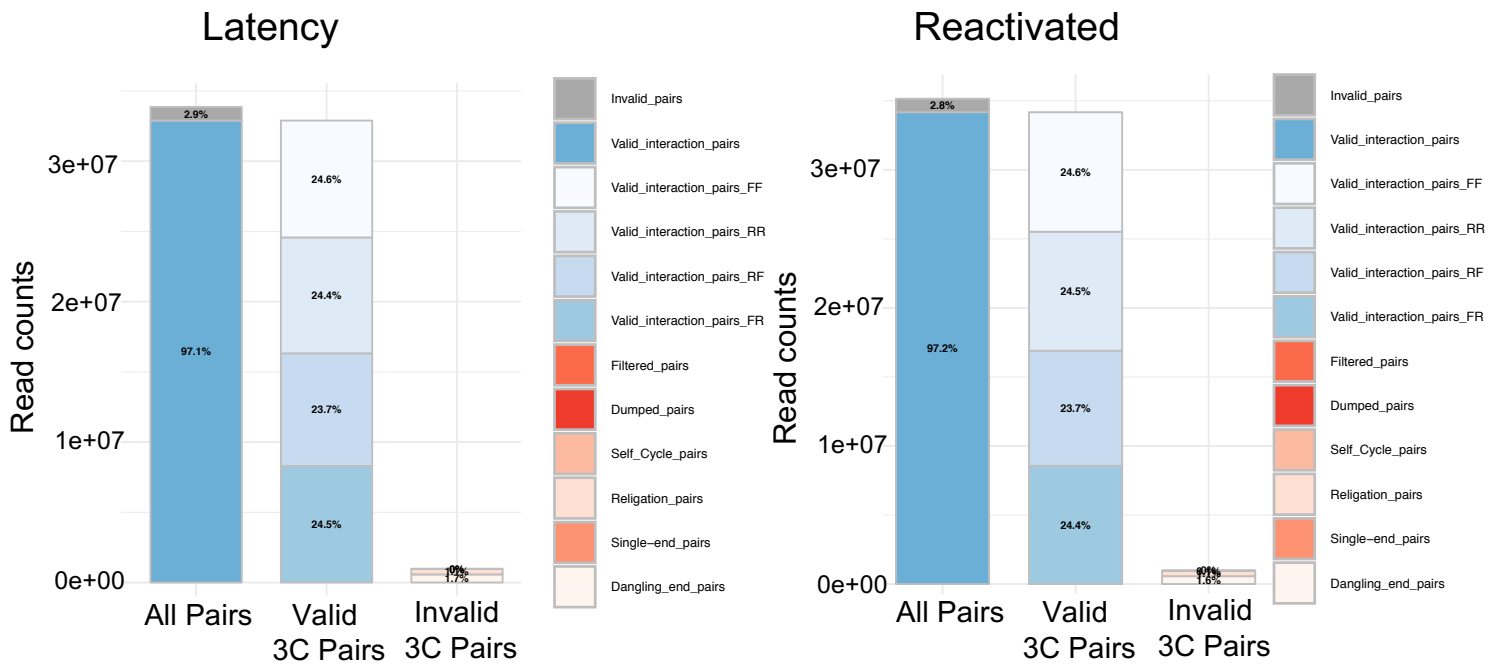 Latency
Reactivated
Read counts
3e+07
2e+07
1e+07
0e+00
2.9%
97.1%
24.6%
24.4%
23.7%
24.5%
0%
1.7%
All Pairs
Valid
3C Pairs
Invalid
3C Pairs
Invalid_pairs
Valid_interaction_pairs
Valid_interaction_pairs_FF
Valid_interaction_pairs_RR
Valid_interaction_pairs_RF
Valid_interaction_pairs_FR
Filtered_pairs
Dumped_pairs
Self_Cycle_pairs
Religation_pairs
Single−end_pairs
Dangling_end_pairs
Read counts
3e+07
2e+07
1e+07
0e+00
2.8%
97.2%
24.6%
24.5%
23.7%
24.4%
0%
1.6%
All Pairs
Valid
3C Pairs
Invalid
3C Pairs
Invalid_pairs
Valid_interaction_pairs
Valid_interaction_pairs_FF
Valid_interaction_pairs_RR
Valid_interaction_pairs_RF
Valid_interaction_pairs_FR
Filtered_pairs
Dumped_pairs
Self_Cycle_pairs
Religation_pairs
Single−end_pairs
Dangling_end_pairs